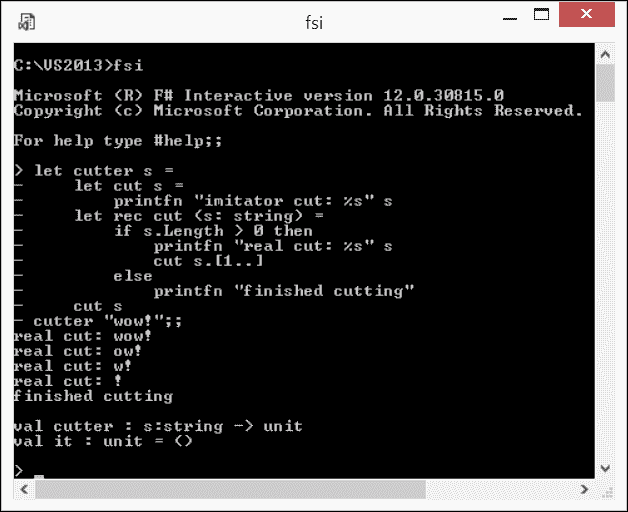 fsi
C:\VS2013>fsi
Microsoft (R) F# Interactive version 12.0.30815.0
Copyright (c) Microsoft Corporation. All Rights Reserved.
For help type #help;;
> let cutter s =
-     let cut s =
-         printfn "imitator cut: %s" s
-     let rec cut (s: string) =
-         if s.Length > 0 then
-             printfn "real cut: %s" s
-             cut s.[1..]
-         else
-             printfn "finished cutting"
-     cut s
- cutter "wow!";;
real cut: wow!
real cut: ow!
real cut: w!
real cut: !
finished cutting
val cutter : s:string -> unit
val it : unit = ()
> _